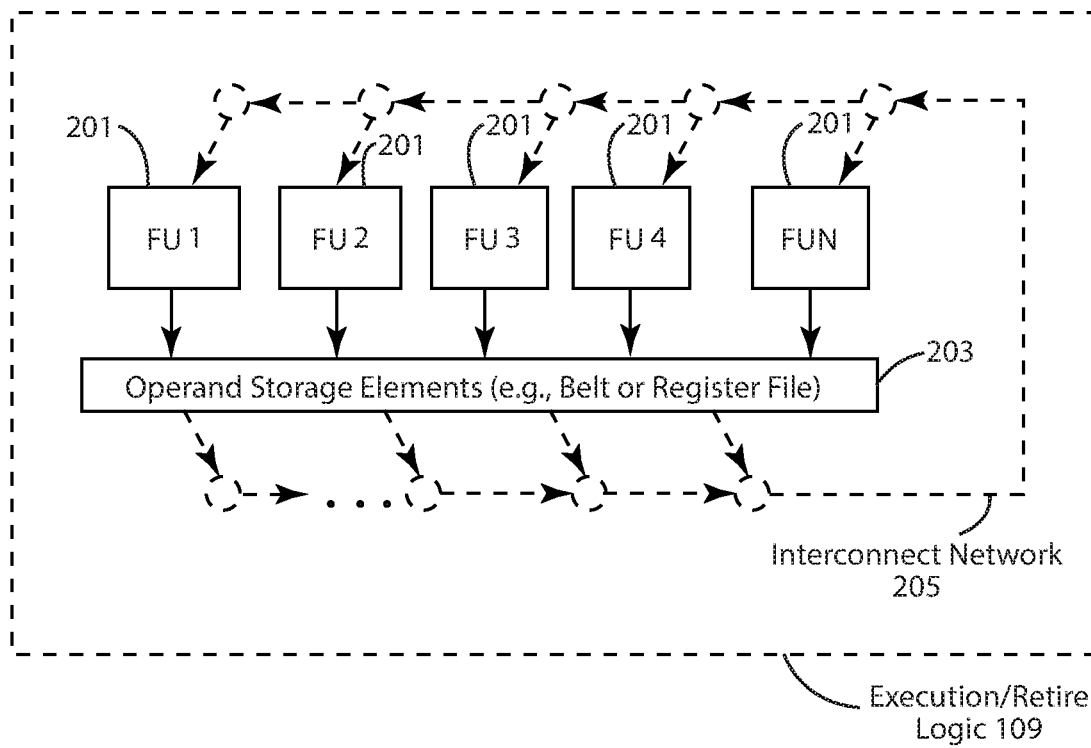 201
201
201
201
201
FU 1
FU 2
FU 3
FU 4
FUN
203
Operand Storage Elements (e.g., Belt or Register File)
Interconnect Network
205
Execution/Retire
Logic 109